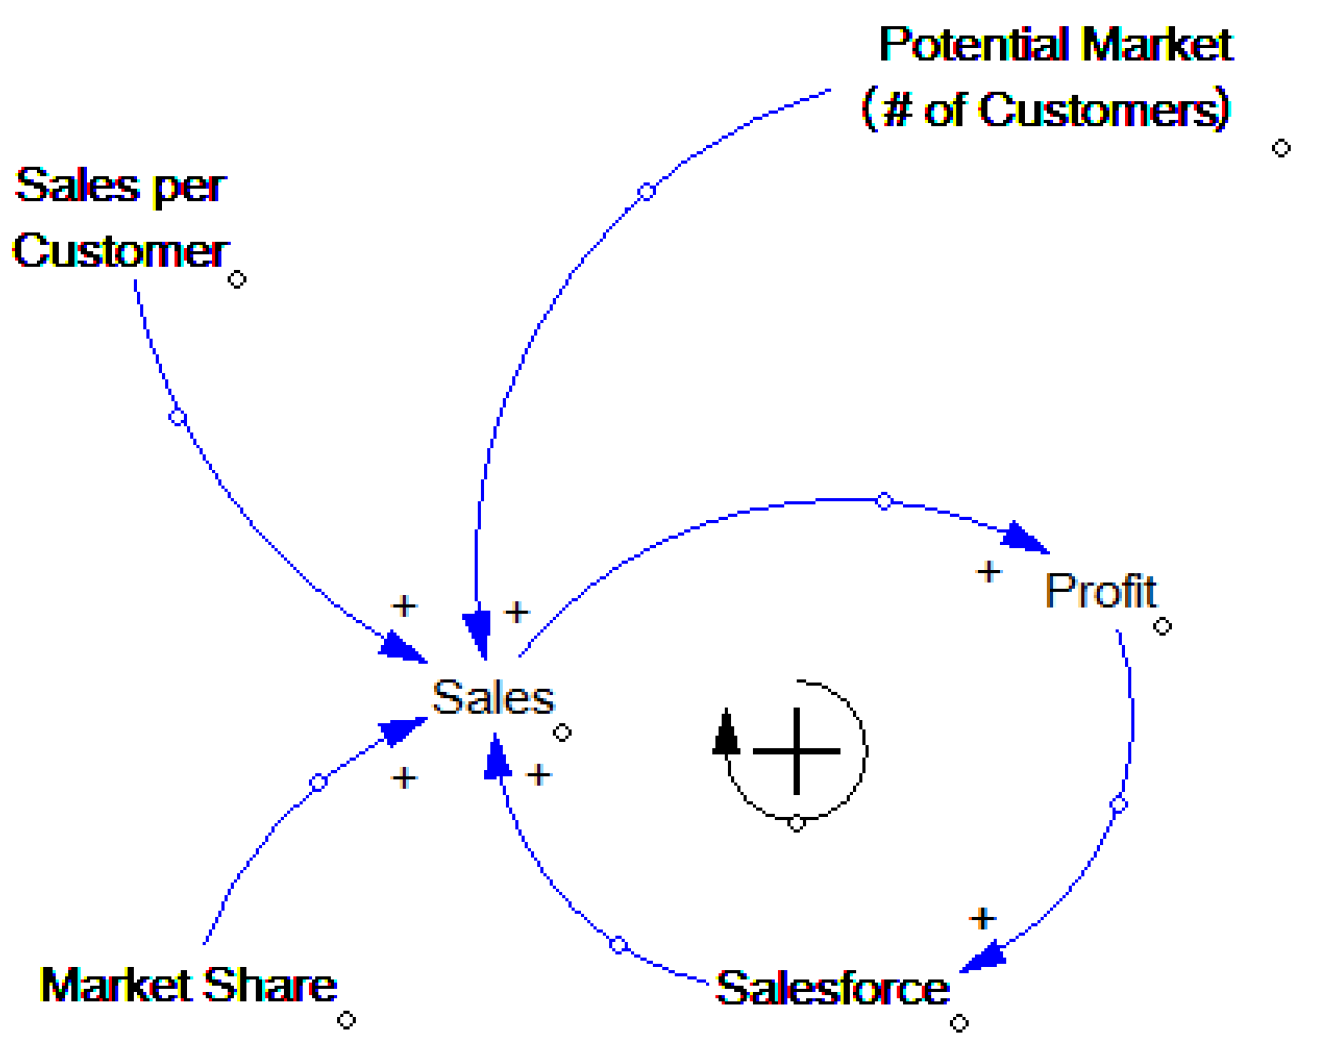 Potential Market
(# of Customers)
Sales per
Customer
+
+
+
Profit
Sales
+
+
+
+
Market Share
Salesforce